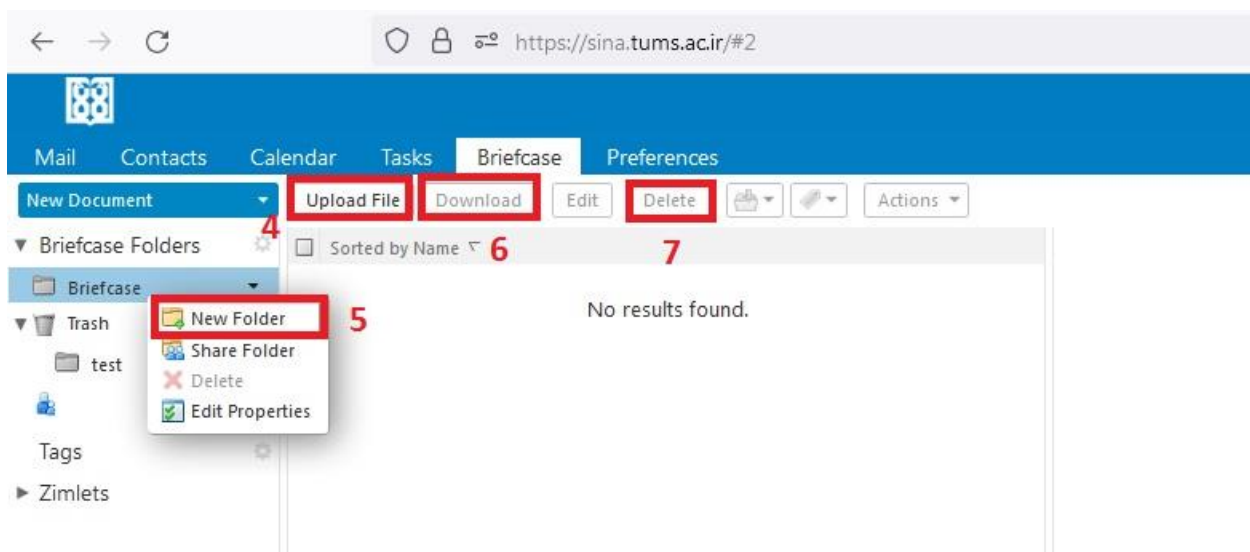 https://sina.tums.ac.ir/#2
Mail Contacts Calendar Tasks Briefcase Preferences
New Document Upload File Download Edit Delete Actions
4
Briefcase Folders Sorted by Name 6 7
Briefcase
No results found.
New Folder 5
Trash
Share Folder
test
Delete
Edit Properties
Tags
Zimlets